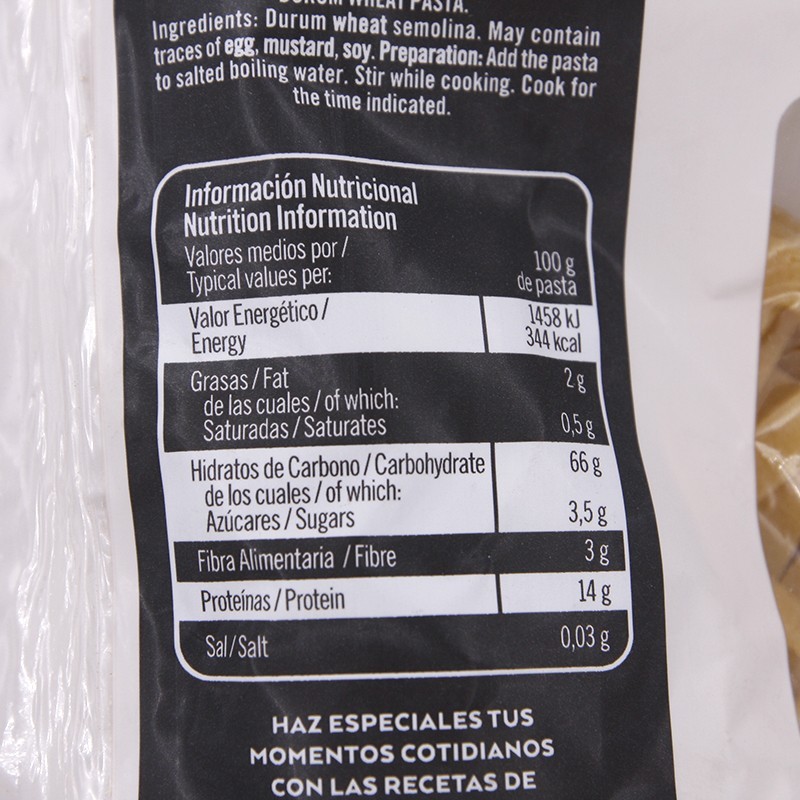 DURUM WHEAT PASTA.
Ingredients: Durum wheat semolina. May contain
traces of egg, mustard, soy. Preparation: Add the pasta
to salted boiling water. Stir while cooking. Cook for
the time indicated.
Información Nutricional
Nutrition Information
Valores medios por /
Typical values per:
100 g
de pasta
Valor Energético /
Energy
1458 kJ
344 kcal
Grasas / Fat 2 g
de las cuales / of which:
Saturadas / Saturates 0,5 g
Hidratos de Carbono / Carbohydrate 66 g
de los cuales / of which:
Azúcares / Sugars 3,5 g
Fibra Alimentaria / Fibre 3 g
Proteínas / Protein 14 g
Sal / Salt 0,03 g
HAZ ESPECIALES TUS
MOMENTOS COTIDIANOS
CON LAS RECETAS DE